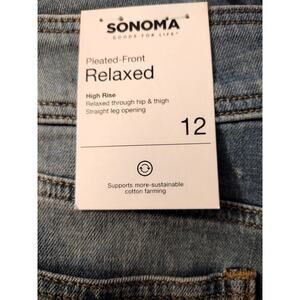 SONOMA
GOODS FOR LIFE
Pleated-Front
Relaxed
High Rise
Relaxed through hip & thigh
Straight leg opening
12
Supports more-sustainable
cotton farming